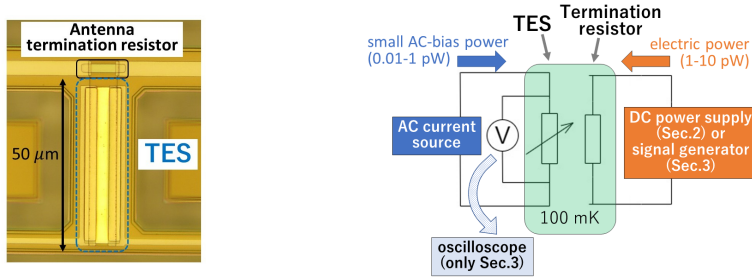 Antenna
termination resistor
50 μm
TES
TES
Termination
resistor
small AC-bias power
(0.01-1 pW)
electric power
(1-10 pW)
AC current
source
V
DC power supply
(Sec.2) or
signal generator
(Sec.3)
100 mK
oscilloscope
(only Sec.3)